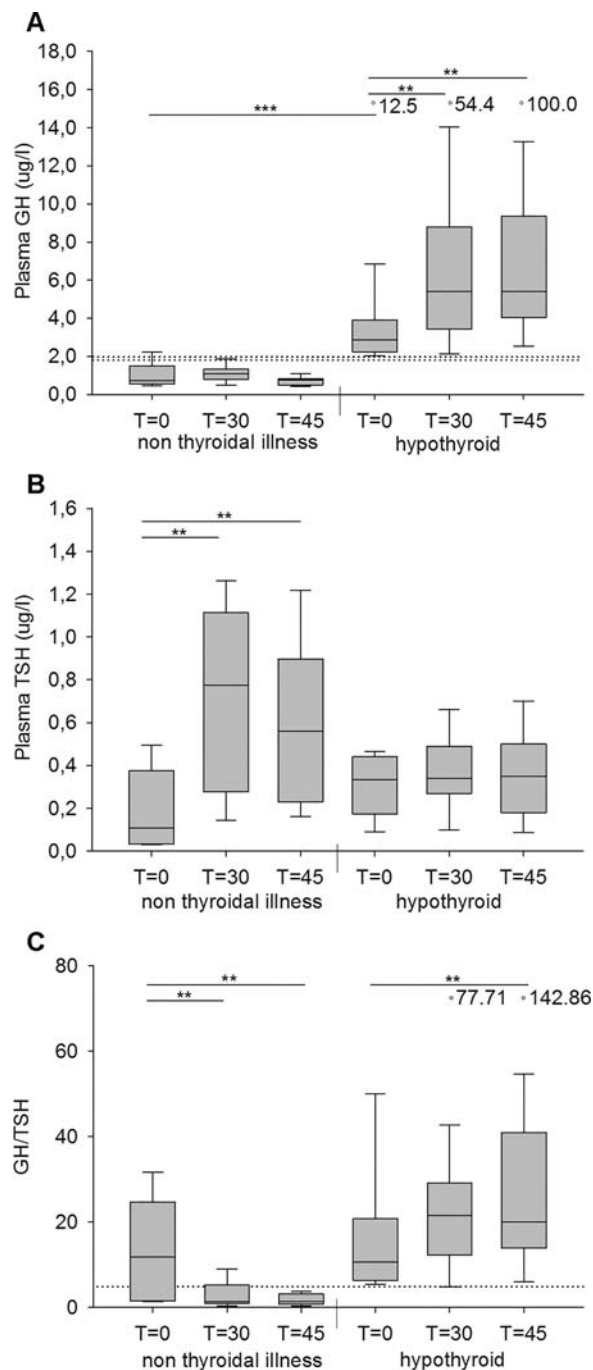 A
Plasma GH (ug/l)
18,0
16,0
14,0
12,0
10,0
8,0
6,0
4,0
2,0
0,0
***
**
**
°12.5 °54.4 °100.0
T=0 T=30 T=45 T=0 T=30 T=45
non thyroidal illness hypothyroid
B
Plasma TSH (ug/l)
1,6
1,4
1,2
1,0
0,8
0,6
0,4
0,2
0,0
**
**
T=0 T=30 T=45 T=0 T=30 T=45
non thyroidal illness hypothyroid
C
GH/TSH
80
60
40
20
0
**
**
**
°77.71 °142.86
T=0 T=30 T=45 T=0 T=30 T=45
non thyroidal illness hypothyroid